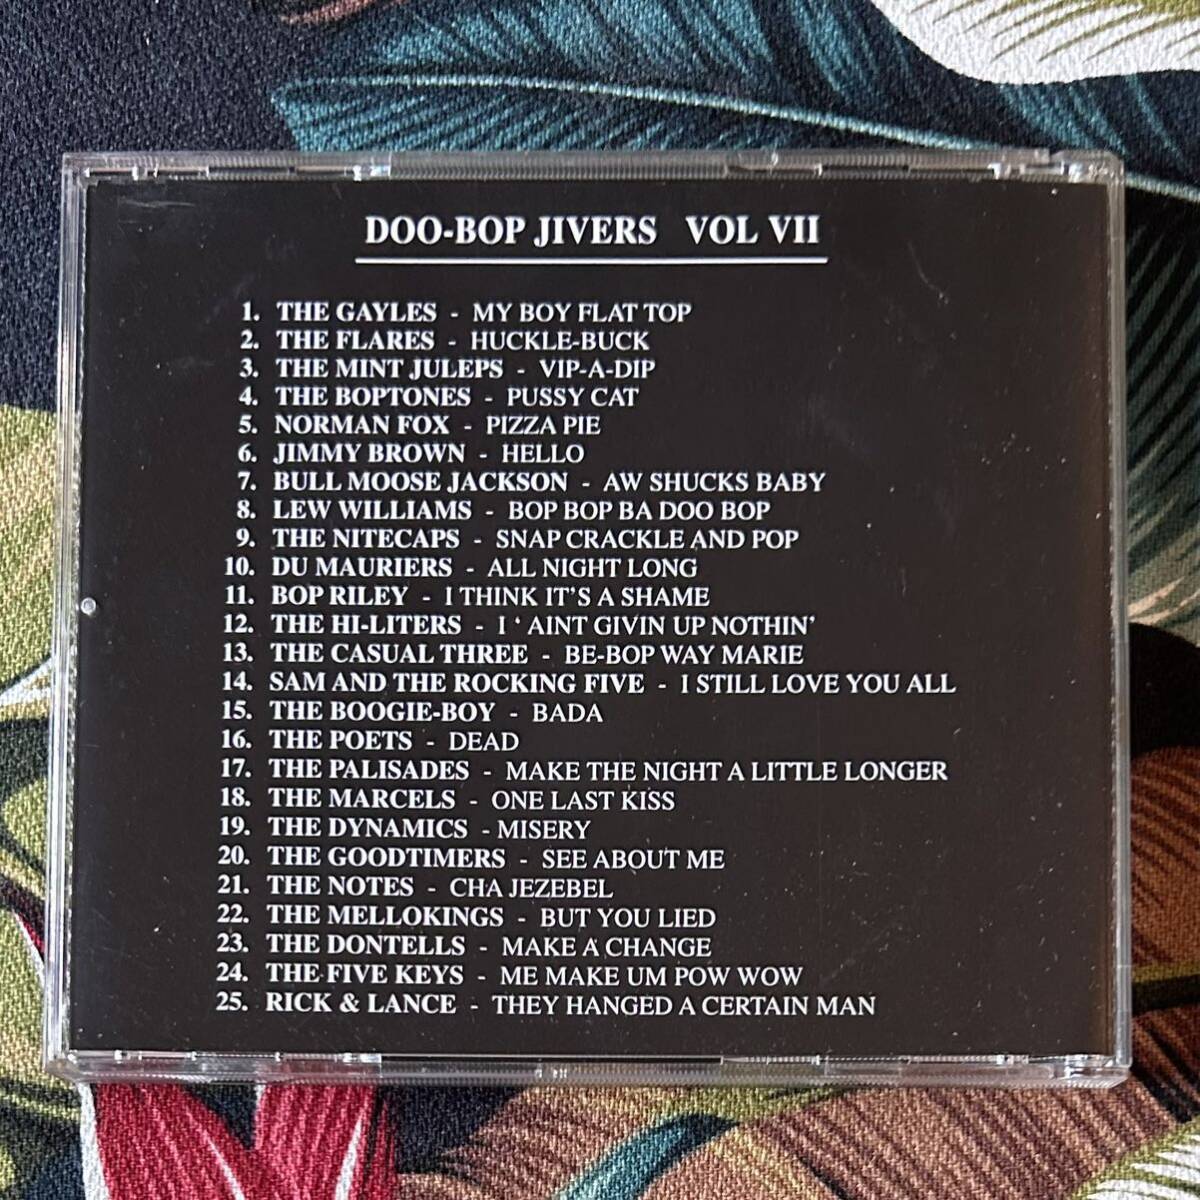 DOO-BOP JIVERS VOL VII
1. THE GAYLES - MY BOY FLAT TOP
2. THE FLARES - HUCKLE-BUCK
3. THE MINT JULEPS - VIP-A-DIP
4. THE BOPTONES - PUSSY CAT
5. NORMAN FOX - PIZZA PIE
6. JIMMY BROWN - HELLO
7. BULL MOOSE JACKSON - AW SHUCKS BABY
8. LEW WILLIAMS - BOP BOP BA DOO BOP
9. THE NITECAPS - SNAP CRACKLE AND POP
10. DU MAURIERS - ALL NIGHT LONG
11. BOP RILEY - I THINK IT'S A SHAME
12. THE HI-LITERS - I ' AINT GIVIN UP NOTHIN'
13. THE CASUAL THREE - BE-BOP WAY MARIE
14. SAM AND THE ROCKING FIVE - I STILL LOVE YOU ALL
15. THE BOOGIE-BOY - BADA
16. THE POETS - DEAD
17. THE PALISADES - MAKE THE NIGHT A LITTLE LONGER
18. THE MARCELS - ONE LAST KISS
19. THE DYNAMICS - MISERY
20. THE GOODTIMERS - SEE ABOUT ME
21. THE NOTES - CHA JEZEBEL
22. THE MELLOKINGS - BUT YOU LIED
23. THE DONTELLS - MAKE A CHANGE
24. THE FIVE KEYS - ME MAKE UM POW WOW
25. RICK & LANCE - THEY HANGED A CERTAIN MAN